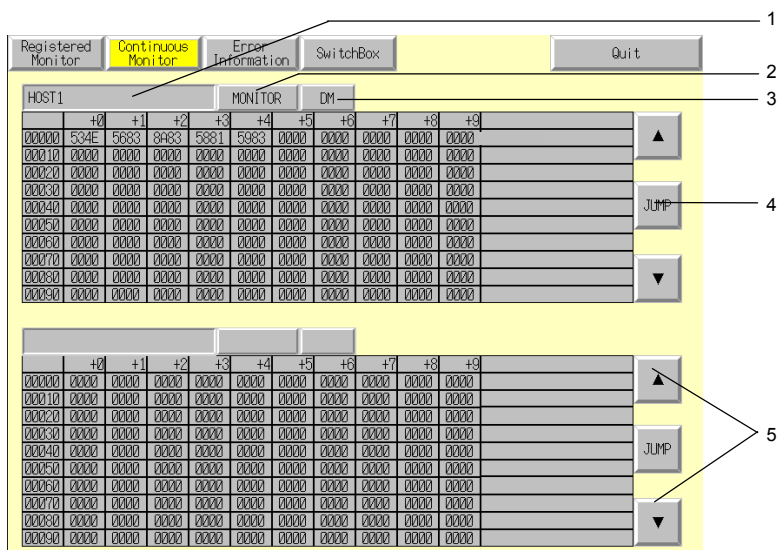 1
Registered Monitor Continuous Monitor Error Information SwitchBox Quit
2
HOST1 MONITOR DM
3
+0 +1 +2 +3 +4 +5 +6 +7 +8 +9
00000 534E 5683 8A83 5881 5983 0000 0000 0000 0000 0000
▲
00010 0000 0000 0000 0000 0000 0000 0000 0000 0000 0000
00020 0000 0000 0000 0000 0000 0000 0000 0000 0000 0000
00030 0000 0000 0000 0000 0000 0000 0000 0000 0000 0000
00040 0000 0000 0000 0000 0000 0000 0000 0000 0000 0000
JUMP 4
00050 0000 0000 0000 0000 0000 0000 0000 0000 0000 0000
00060 0000 0000 0000 0000 0000 0000 0000 0000 0000 0000
00070 0000 0000 0000 0000 0000 0000 0000 0000 0000 0000
00080 0000 0000 0000 0000 0000 0000 0000 0000 0000 0000
▼
00090 0000 0000 0000 0000 0000 0000 0000 0000 0000 0000
+0 +1 +2 +3 +4 +5 +6 +7 +8 +9
00000 0000 0000 0000 0000 0000 0000 0000 0000 0000 0000
▲
00010 0000 0000 0000 0000 0000 0000 0000 0000 0000 0000
00020 0000 0000 0000 0000 0000 0000 0000 0000 0000 0000
00030 0000 0000 0000 0000 0000 0000 0000 0000 0000 0000
5
00040 0000 0000 0000 0000 0000 0000 0000 0000 0000 0000
JUMP
00050 0000 0000 0000 0000 0000 0000 0000 0000 0000 0000
00060 0000 0000 0000 0000 0000 0000 0000 0000 0000 0000
00070 0000 0000 0000 0000 0000 0000 0000 0000 0000 0000
00080 0000 0000 0000 0000 0000 0000 0000 0000 0000 0000
▼
00090 0000 0000 0000 0000 0000 0000 0000 0000 0000 0000